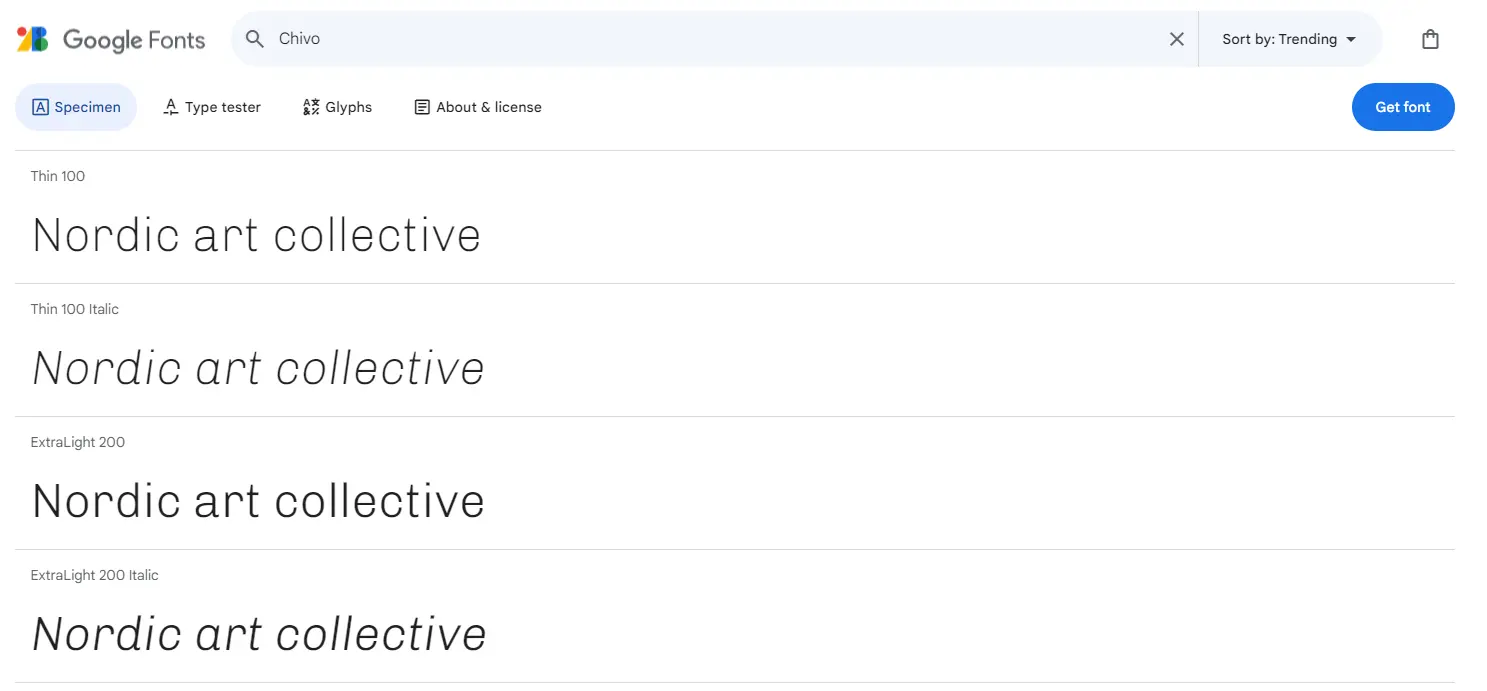 Google Fonts
Chivo
Sort by: Trending
Specimen
Type tester
Glyphs
About & license
Get font
Thin 100
Nordic art collective
Thin 100 Italic
Nordic art collective
ExtraLight 200
Nordic art collective
ExtraLight 200 Italic
Nordic art collective